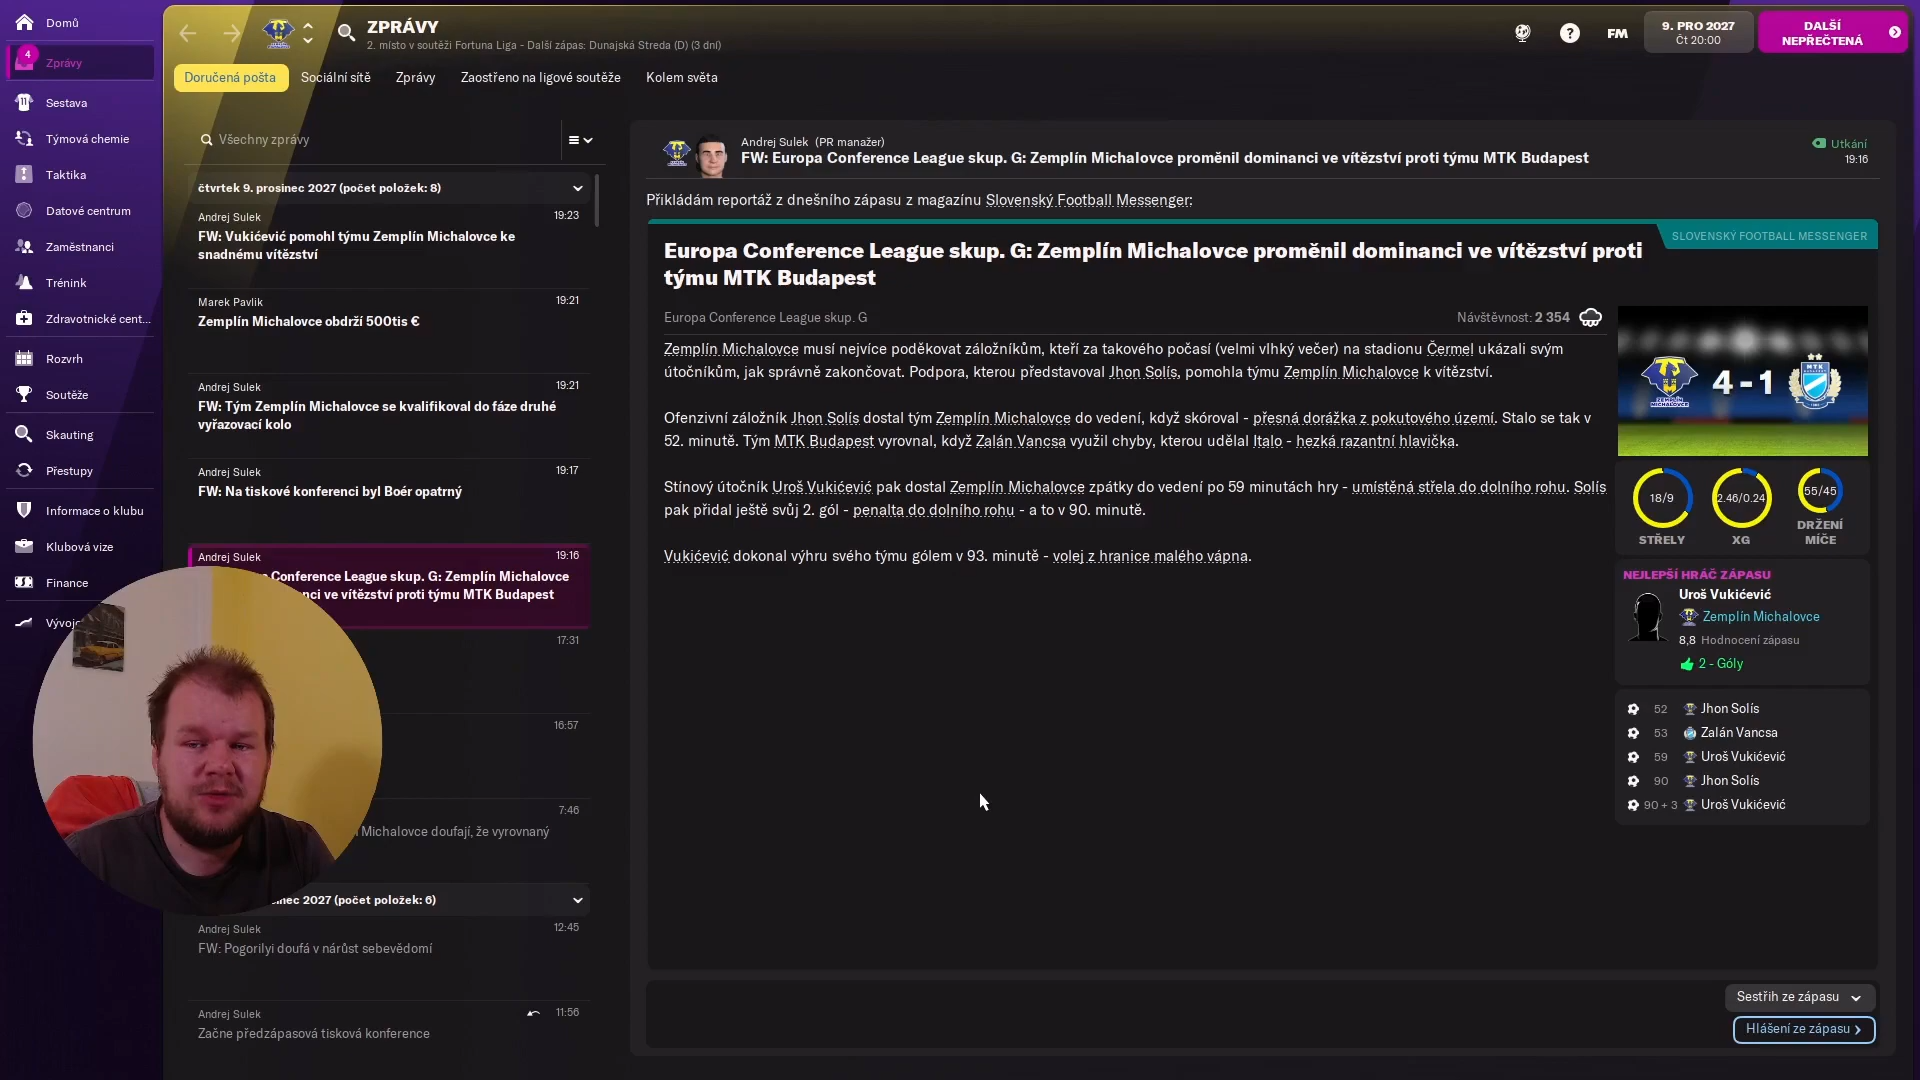 Domů
4
Zprávy
Sestava
Týmová chemie
Taktika
Datové centrum
Zaměstnanci
Trénink
Zdravotnické cent...
Rozvrh
Soutěže
Skauting
Přestupy
Informace o klubu
Klubová vize
Finance
ZPRÁVY
2. místo v soutěži Fortuna Liga - Další zápas: Dunajská Streda (D) (3 dní)
FM
9. PRO 2027
Čt 20:00
DALŠÍ
NEPŘEČTENÁ
Doručená pošta
Sociální sítě
Zprávy
Zaostřeno na ligové soutěže
Kolem světa
Všechny zprávy
čtvrtek 9. prosinec 2027 (počet položek: 8)
Andrej Sulek 19:23
FW: Vukićević pomohl týmu Zemplín Michalovce ke
snadnému vítězství
Marek Pavlik 19:21
Zemplín Michalovce obdrží 500tis €
Andrej Sulek 19:21
FW: Tým Zemplín Michalovce se kvalifikoval do fáze druhé
vyřazovací kolo
Andrej Sulek 19:17
FW: Na tiskové konferenci byl Boér opatrný
Andrej Sulek 19:16
Conference League skup. G: Zemplín Michalovce
ve vítězství proti týmu MTK Budapest
17:31
16:57
7:46
Michalovce doufají, že vyrovnaný
2027 (počet položek: 6)
Andrej Sulek 12:45
FW: Pogorilyi doufá v nárůst sebevědomí
Andrej Sulek 11:56
Začne předzápasová tisková konference
Andrej Sulek (PR manažer)
FW: Europa Conference League skup. G: Zemplín Michalovce proměnil dominanci ve vítězství proti týmu MTK Budapest
Utkání
19:16
Přikládám reportáž z dnešního zápasu z magazínu Slovenský Football Messenger:
SLOVENSKÝ FOOTBALL MESSENGER
Europa Conference League skup. G: Zemplín Michalovce proměnil dominanci ve vítězství proti
týmu MTK Budapest
Europa Conference League skup. G
Návštěvnost: 2 354
Zemplín Michalovce musí nejvíce poděkovat záložníkům, kteří za takového počasí (velmi vlhký večer) na stadionu Čermel ukázali svým
útočníkům, jak správně zakončovat. Podpora, kterou představoval Jhon Solís, pomohla týmu Zemplín Michalovce k vítězství.
Ofenzivní záložník Jhon Solís dostal tým Zemplín Michalovce do vedení, když skóroval - přesná dorážka z pokutového území. Stalo se tak v
52. minutě. Tým MTK Budapest vyrovnal, když Zalán Vancsa využil chyby, kterou udělal Italo - hezká razantní hlavička.
Stínový útočník Uroš Vukićević pak dostal Zemplín Michalovce zpátky do vedení po 59 minutách hry - umístěná střela do dolního rohu. Solís
pak přidal ještě svůj 2. gól - penalta do dolního rohu - a to v 90. minutě.
Vukićević dokonal výhru svého týmu gólem v 93. minutě - volej z hranice malého vápna.
4 - 1
MTK
18/9
STŘELY
2.46/0.24
XG
55/45
DRŽENÍ
MÍČE
NEJLEPŠÍ HRÁČ ZÁPASU
Uroš Vukićević
Zemplín Michalovce
8,8 Hodnocení zápasu
2 - Góly
52 Jhon Solís
53 Zalán Vancsa
59 Uroš Vukićević
90 Jhon Solís
90 + 3 Uroš Vukićević
Sestřih ze zápasu
Hlášení ze zápasu